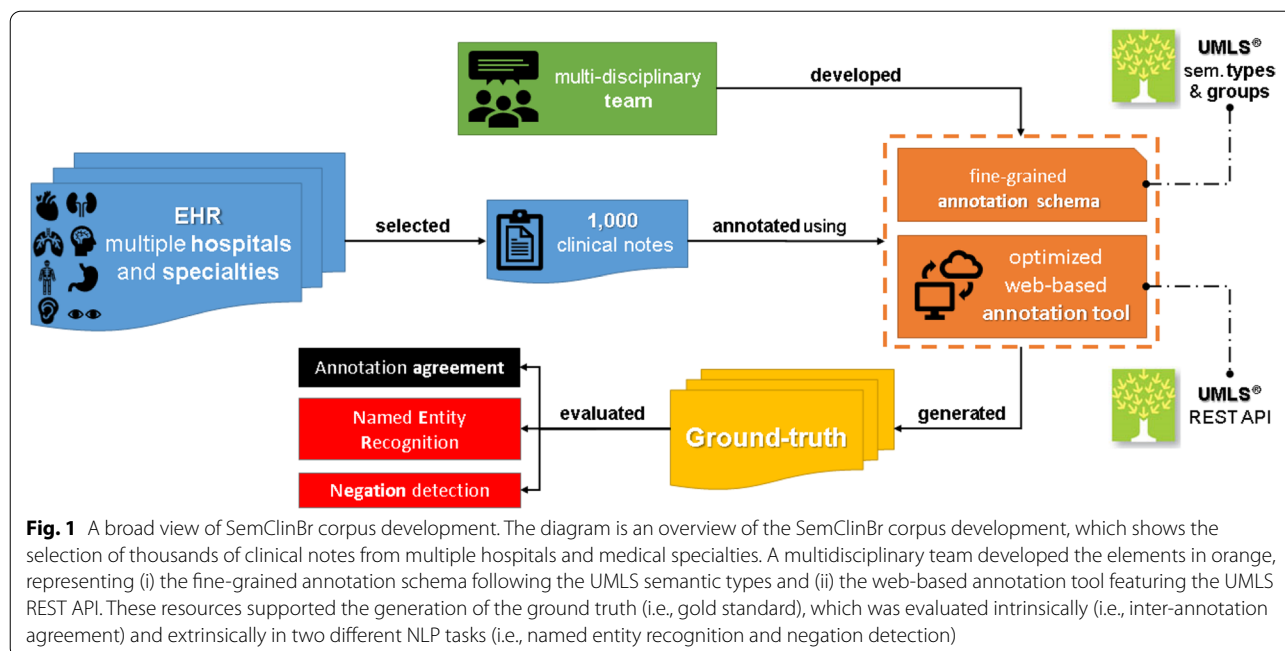 multi-disciplinary
team
developed
UMLS®
sem. types
& groups
fine-grained
annotation schema
EHR
multiple hospitals
and specialties
selected
1,000
clinical notes
annotated using
optimized
web-based
annotation tool
Annotation agreement
Named Entity
Recognition
Negation detection
evaluated
Ground-truth
generated
UMLS®
REST API
Fig. 1 A broad view of SemClinBr corpus development. The diagram is an overview of the SemClinBr corpus development, which shows the
selection of thousands of clinical notes from multiple hospitals and medical specialties. A multidisciplinary team developed the elements in orange,
representing (i) the fine-grained annotation schema following the UMLS semantic types and (ii) the web-based annotation tool featuring the UMLS
REST API. These resources supported the generation of the ground truth (i.e., gold standard), which was evaluated intrinsically (i.e., inter-annotation
agreement) and extrinsically in two different NLP tasks (i.e., named entity recognition and negation detection)